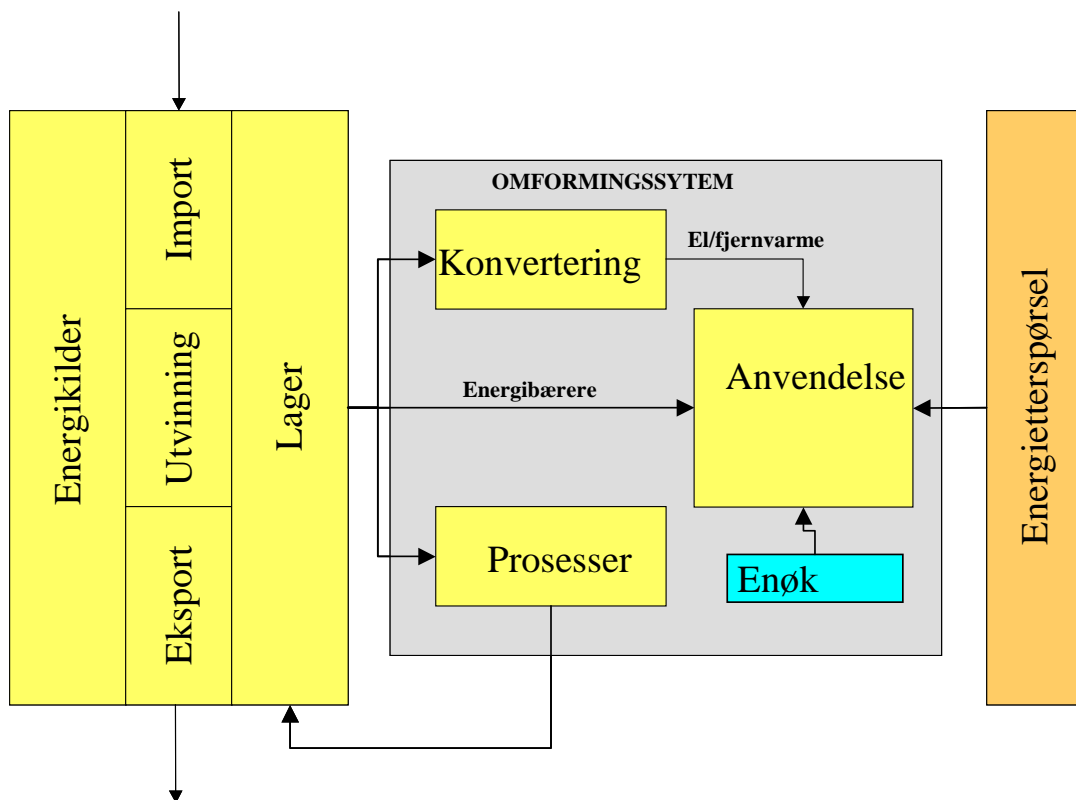 Energikilder
Import
Utvinning
Eksport
Lager
OMFORMINGSSYTEM
Konvertering
El/fjernvarme
Energibærere
Anvendelse
Prosesser
Enøk
Energietterspørsel